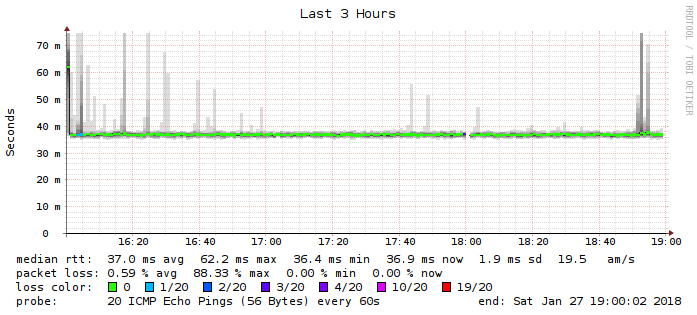 Last 3 Hours
RRDTOOL / TOBI OETIKER
Seconds
70 m
60 m
50 m
40 m
30 m
20 m
10 m
0
16:20 16:40 17:00 17:20 17:40 18:00 18:20 18:40 19:00
median rtt: 37.0 ms avg 62.2 ms max 36.4 ms min 36.9 ms now 1.9 ms sd 19.5 am/s
packet loss: 0.59 % avg 88.33 % max 0.00 % min 0.00 % now
loss color: 0 1/20 2/20 3/20 4/20 10/20 19/20
probe: 20 ICMP Echo Pings (56 Bytes) every 60s end: Sat Jan 27 19:00:02 2018